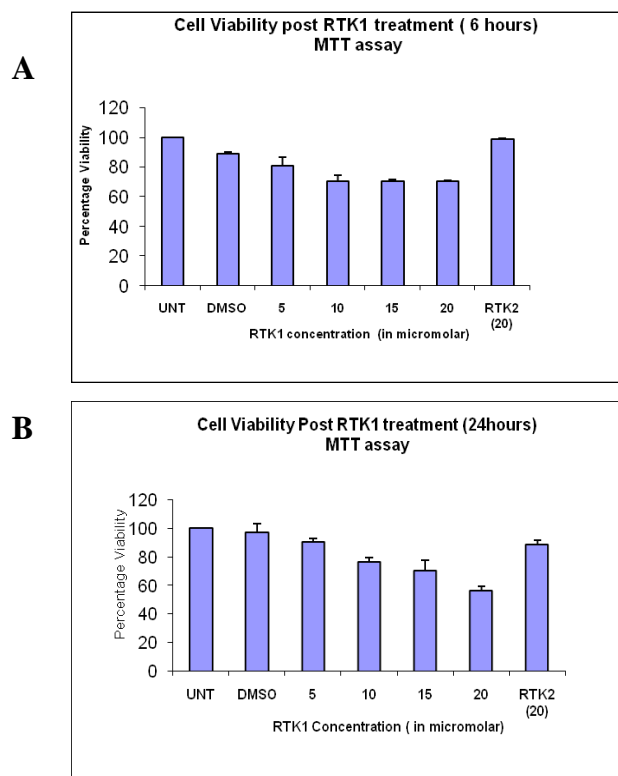 A
Cell Viability post RTK1 treatment ( 6 hours)
MTT assay
Percentage Viability
120
100
80
60
40
20
0
UNT DMSO 5 10 15 20 RTK2
(20)
RTK1 concentration (in micromolar)
B
Cell Viability Post RTK1 treatment (24hours)
MTT assay
Percentage Viability
120
100
80
60
40
20
0
UNT DMSO 5 10 15 20 RTK2
(20)
RTK1 Concentration ( in micromolar)